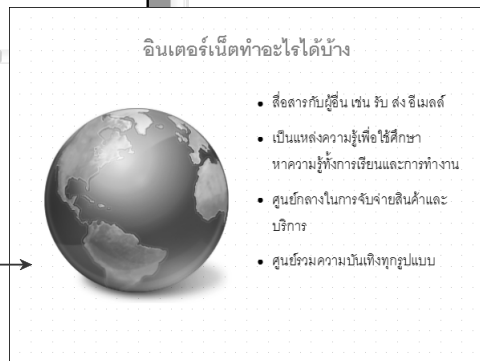 อินเตอร์เน็ตทำอะไรได้บ้าง
• สื่อสารกับผู้อื่น เช่น รับ ส่ง อีเมลล์
• เป็นแหล่งความรู้เพื่อใช้ศึกษา
หาความรู้ทั้งการเรียนและการทำงาน
• ศูนย์กลางในการจับจ่ายสินค้าและ
บริการ
• ศูนย์รวมความบันเทิงทุกรูปแบบ